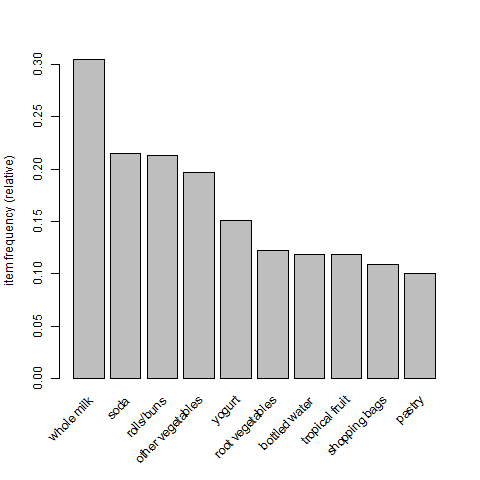 item frequency (relative)
0.30
0.25
0.20
0.15
0.10
0.05
0.00
whole milk
soda
rolls/buns
other vegetables
yogurt
root vegetables
bottled water
tropical fruit
shopping bags
pastry